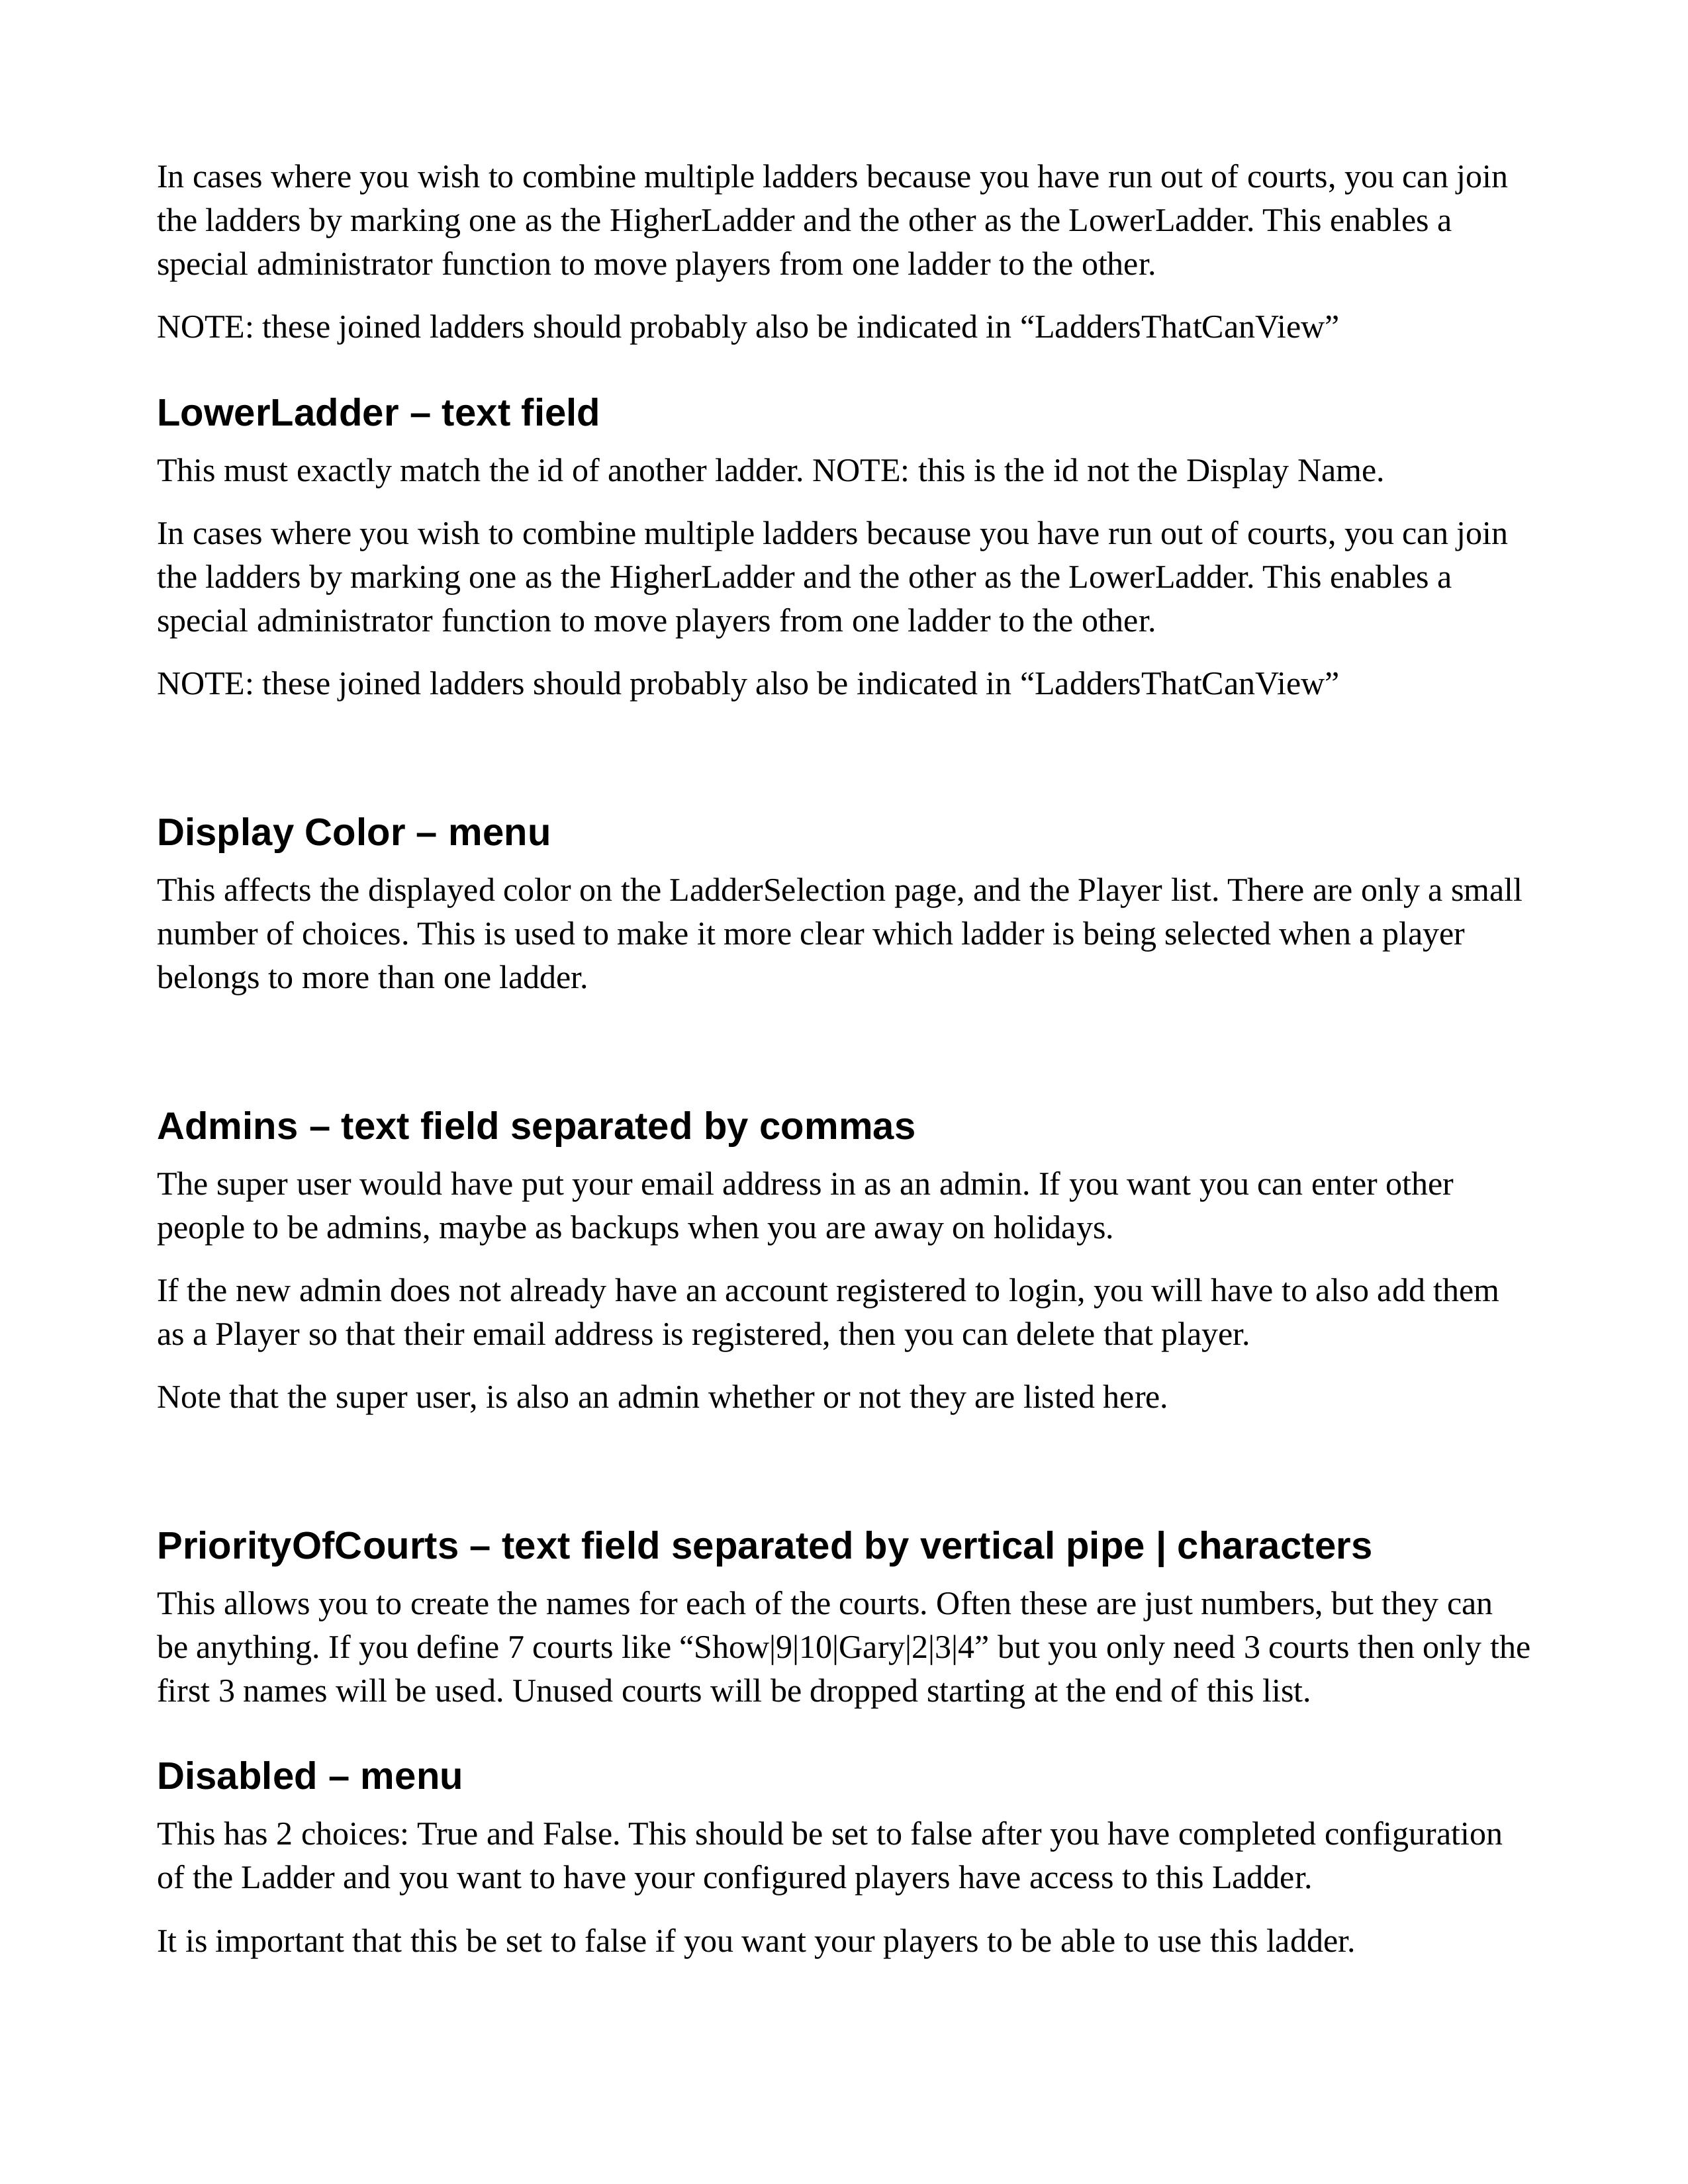 In cases where you wish to combine multiple ladders because you have run out of courts, you can join
the ladders by marking one as the HigherLadder and the other as the LowerLadder. This enables a
special administrator function to move players from one ladder to the other.
NOTE: these joined ladders should probably also be indicated in “LaddersThatCanView”
LowerLadder – text field
This must exactly match the id of another ladder. NOTE: this is the id not the Display Name.
In cases where you wish to combine multiple ladders because you have run out of courts, you can join
the ladders by marking one as the HigherLadder and the other as the LowerLadder. This enables a
special administrator function to move players from one ladder to the other.
NOTE: these joined ladders should probably also be indicated in “LaddersThatCanView”
Display Color – menu
This affects the displayed color on the LadderSelection page, and the Player list. There are only a small
number of choices. This is used to make it more clear which ladder is being selected when a player
belongs to more than one ladder.
Admins – text field separated by commas
The super user would have put your email address in as an admin. If you want you can enter other
people to be admins, maybe as backups when you are away on holidays.
If the new admin does not already have an account registered to login, you will have to also add them
as a Player so that their email address is registered, then you can delete that player.
Note that the super user, is also an admin whether or not they are listed here.
PriorityOfCourts – text field separated by vertical pipe | characters
This allows you to create the names for each of the courts. Often these are just numbers, but they can
be anything. If you define 7 courts like “Show|9|10|Gary|2|3|4” but you only need 3 courts then only the
first 3 names will be used. Unused courts will be dropped starting at the end of this list.
Disabled – menu
This has 2 choices: True and False. This should be set to false after you have completed configuration
of the Ladder and you want to have your configured players have access to this Ladder.
It is important that this be set to false if you want your players to be able to use this ladder.